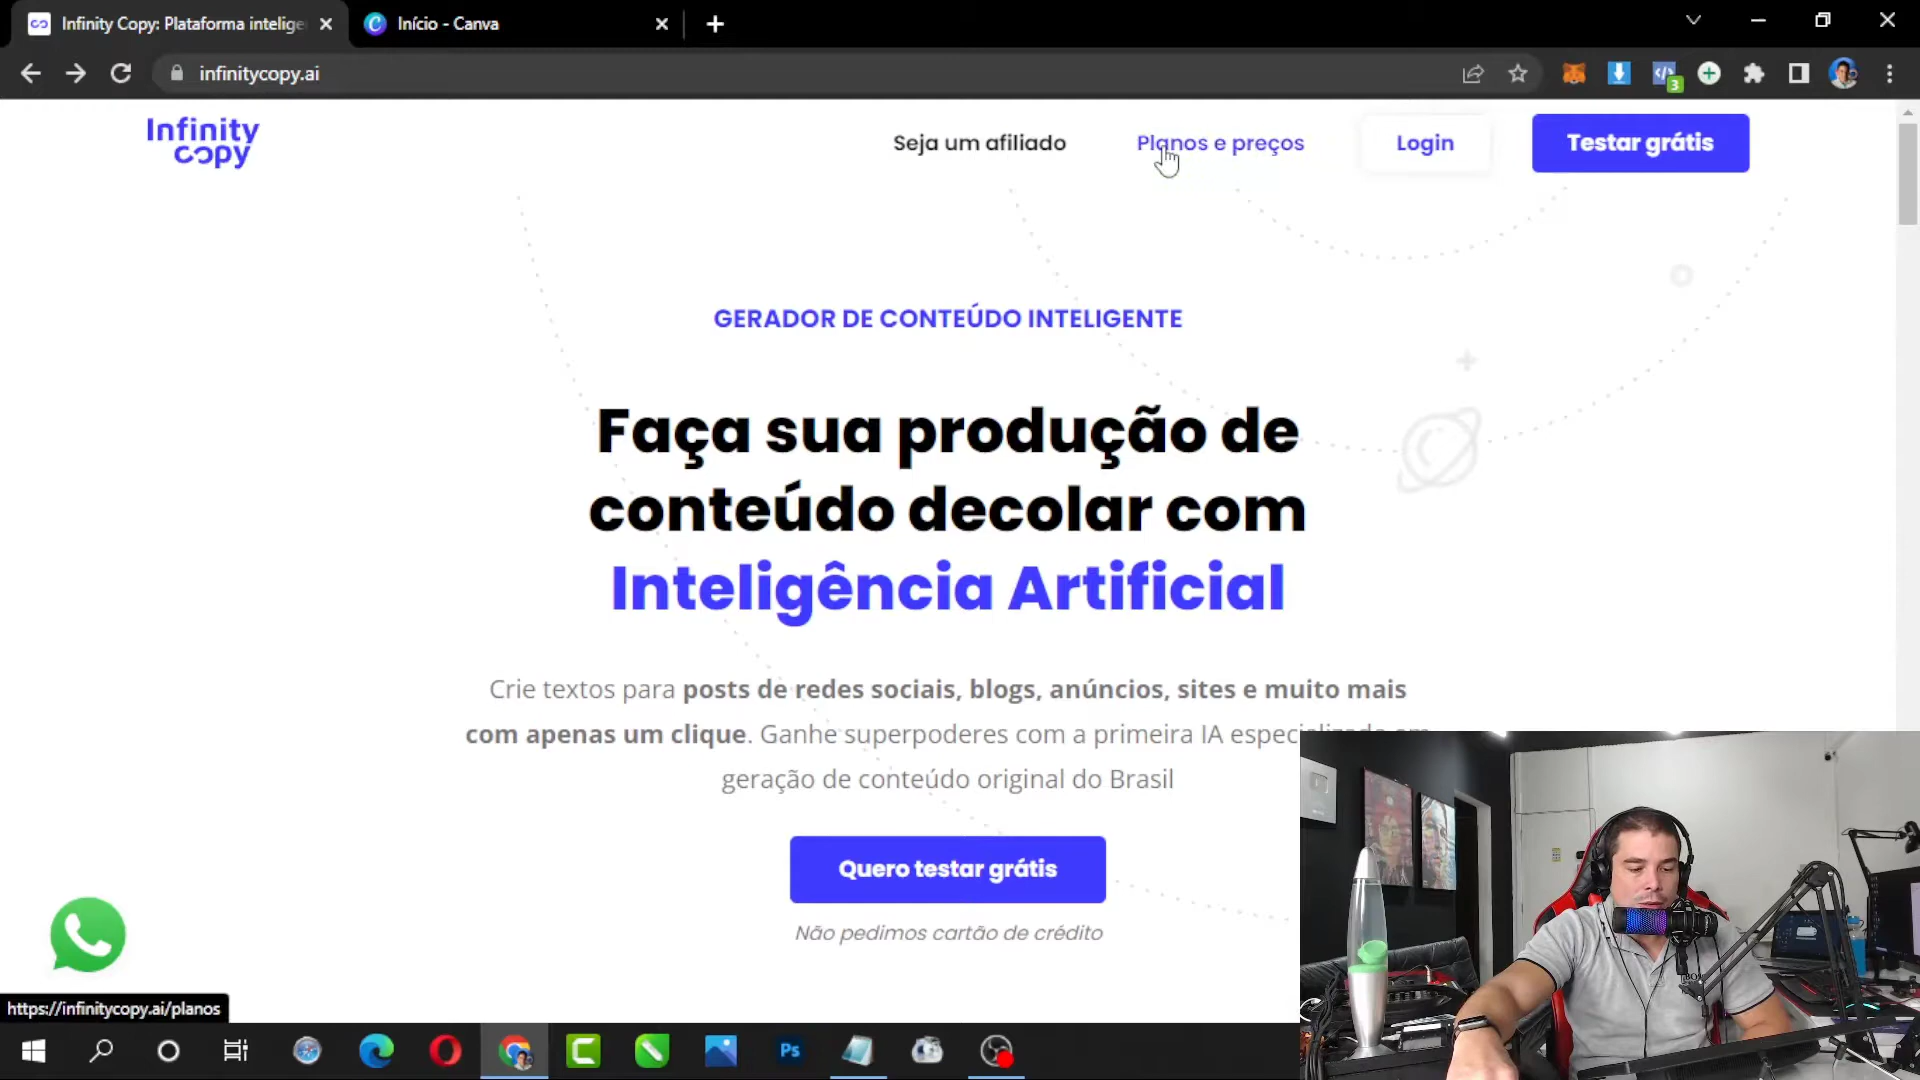 Infinity Copy: Plataforma intelige
Início - Canva
infinitycopy.ai
3
Infinity
copy
Seja um afiliado
Planos e preços
Login
Testar grátis
GERADOR DE CONTEÚDO INTELIGENTE
Faça sua produção de
conteúdo decolar com
Inteligência Artificial
Crie textos para posts de redes sociais, blogs, anúncios, sites e muito mais
com apenas um clique. Ganhe superpoderes com a primeira IA
geração de conteúdo original do Brasil
Quero testar grátis
Não pedimos cartão de crédito
https://infinitycopy.ai/planos
Ps